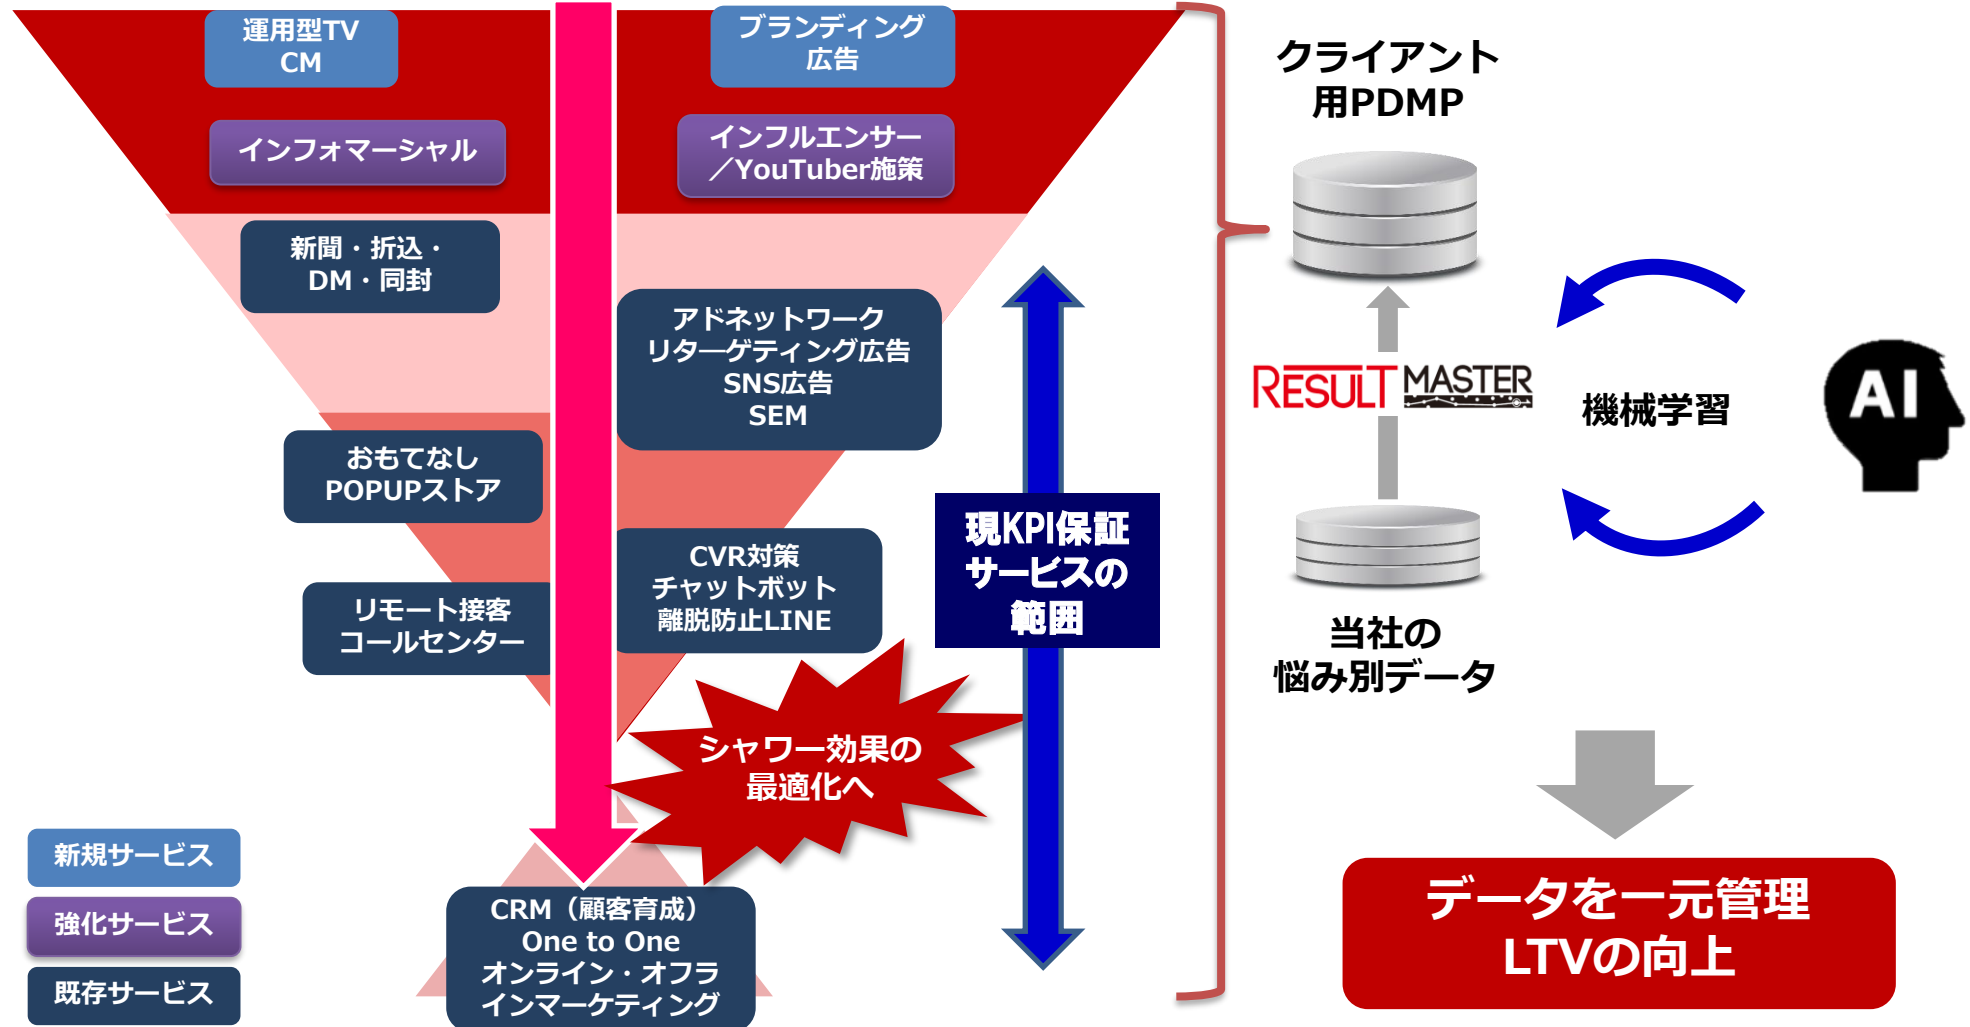 運用型TV
CM
ブランディング
広告
インフォマーシャル
インフルエンサー
／YouTuber施策
新聞・折込・
DM・同封
アドネットワーク
リターゲティング広告
SNS広告
SEM
おもてなし
POPUPストア
CVR対策
チャットボット
離脱防止LINE
リモート接客
コールセンター
現KPI保証
サービスの
範囲
シャワー効果の
最適化へ
CRM（顧客育成）
One to One
オンライン・オフラ
インマーケティング
新規サービス
強化サービス
既存サービス
クライアント
用PDMP
RESULT MASTER
機械学習
AI
当社の
悩み別データ
データを一元管理
LTVの向上